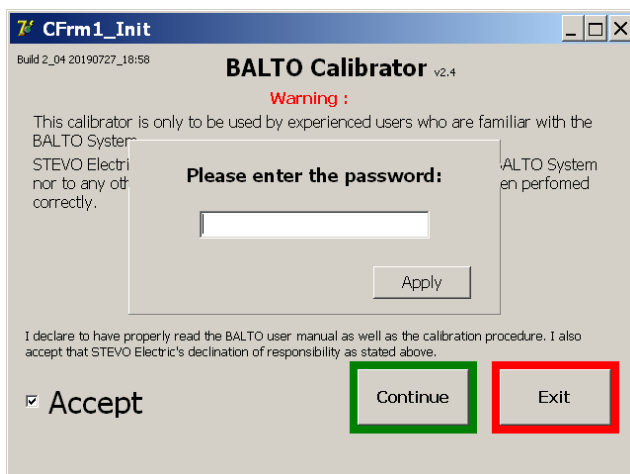 CFrm1_Init
Build 2_04 20190727_18:58
BALTO Calibrator v2.4
Warning :
This calibrator is only to be used by experienced users who are familiar with the
BALTO System
STEVO Electri
BALTO System
nor to any oth
en perfomed
correctly.
Please enter the password:
Apply
I declare to have properly read the BALTO user manual as well as the calibration procedure. I also
accept that STEVO Electric's declination of responsibility as stated above.
Accept
Continue
Exit